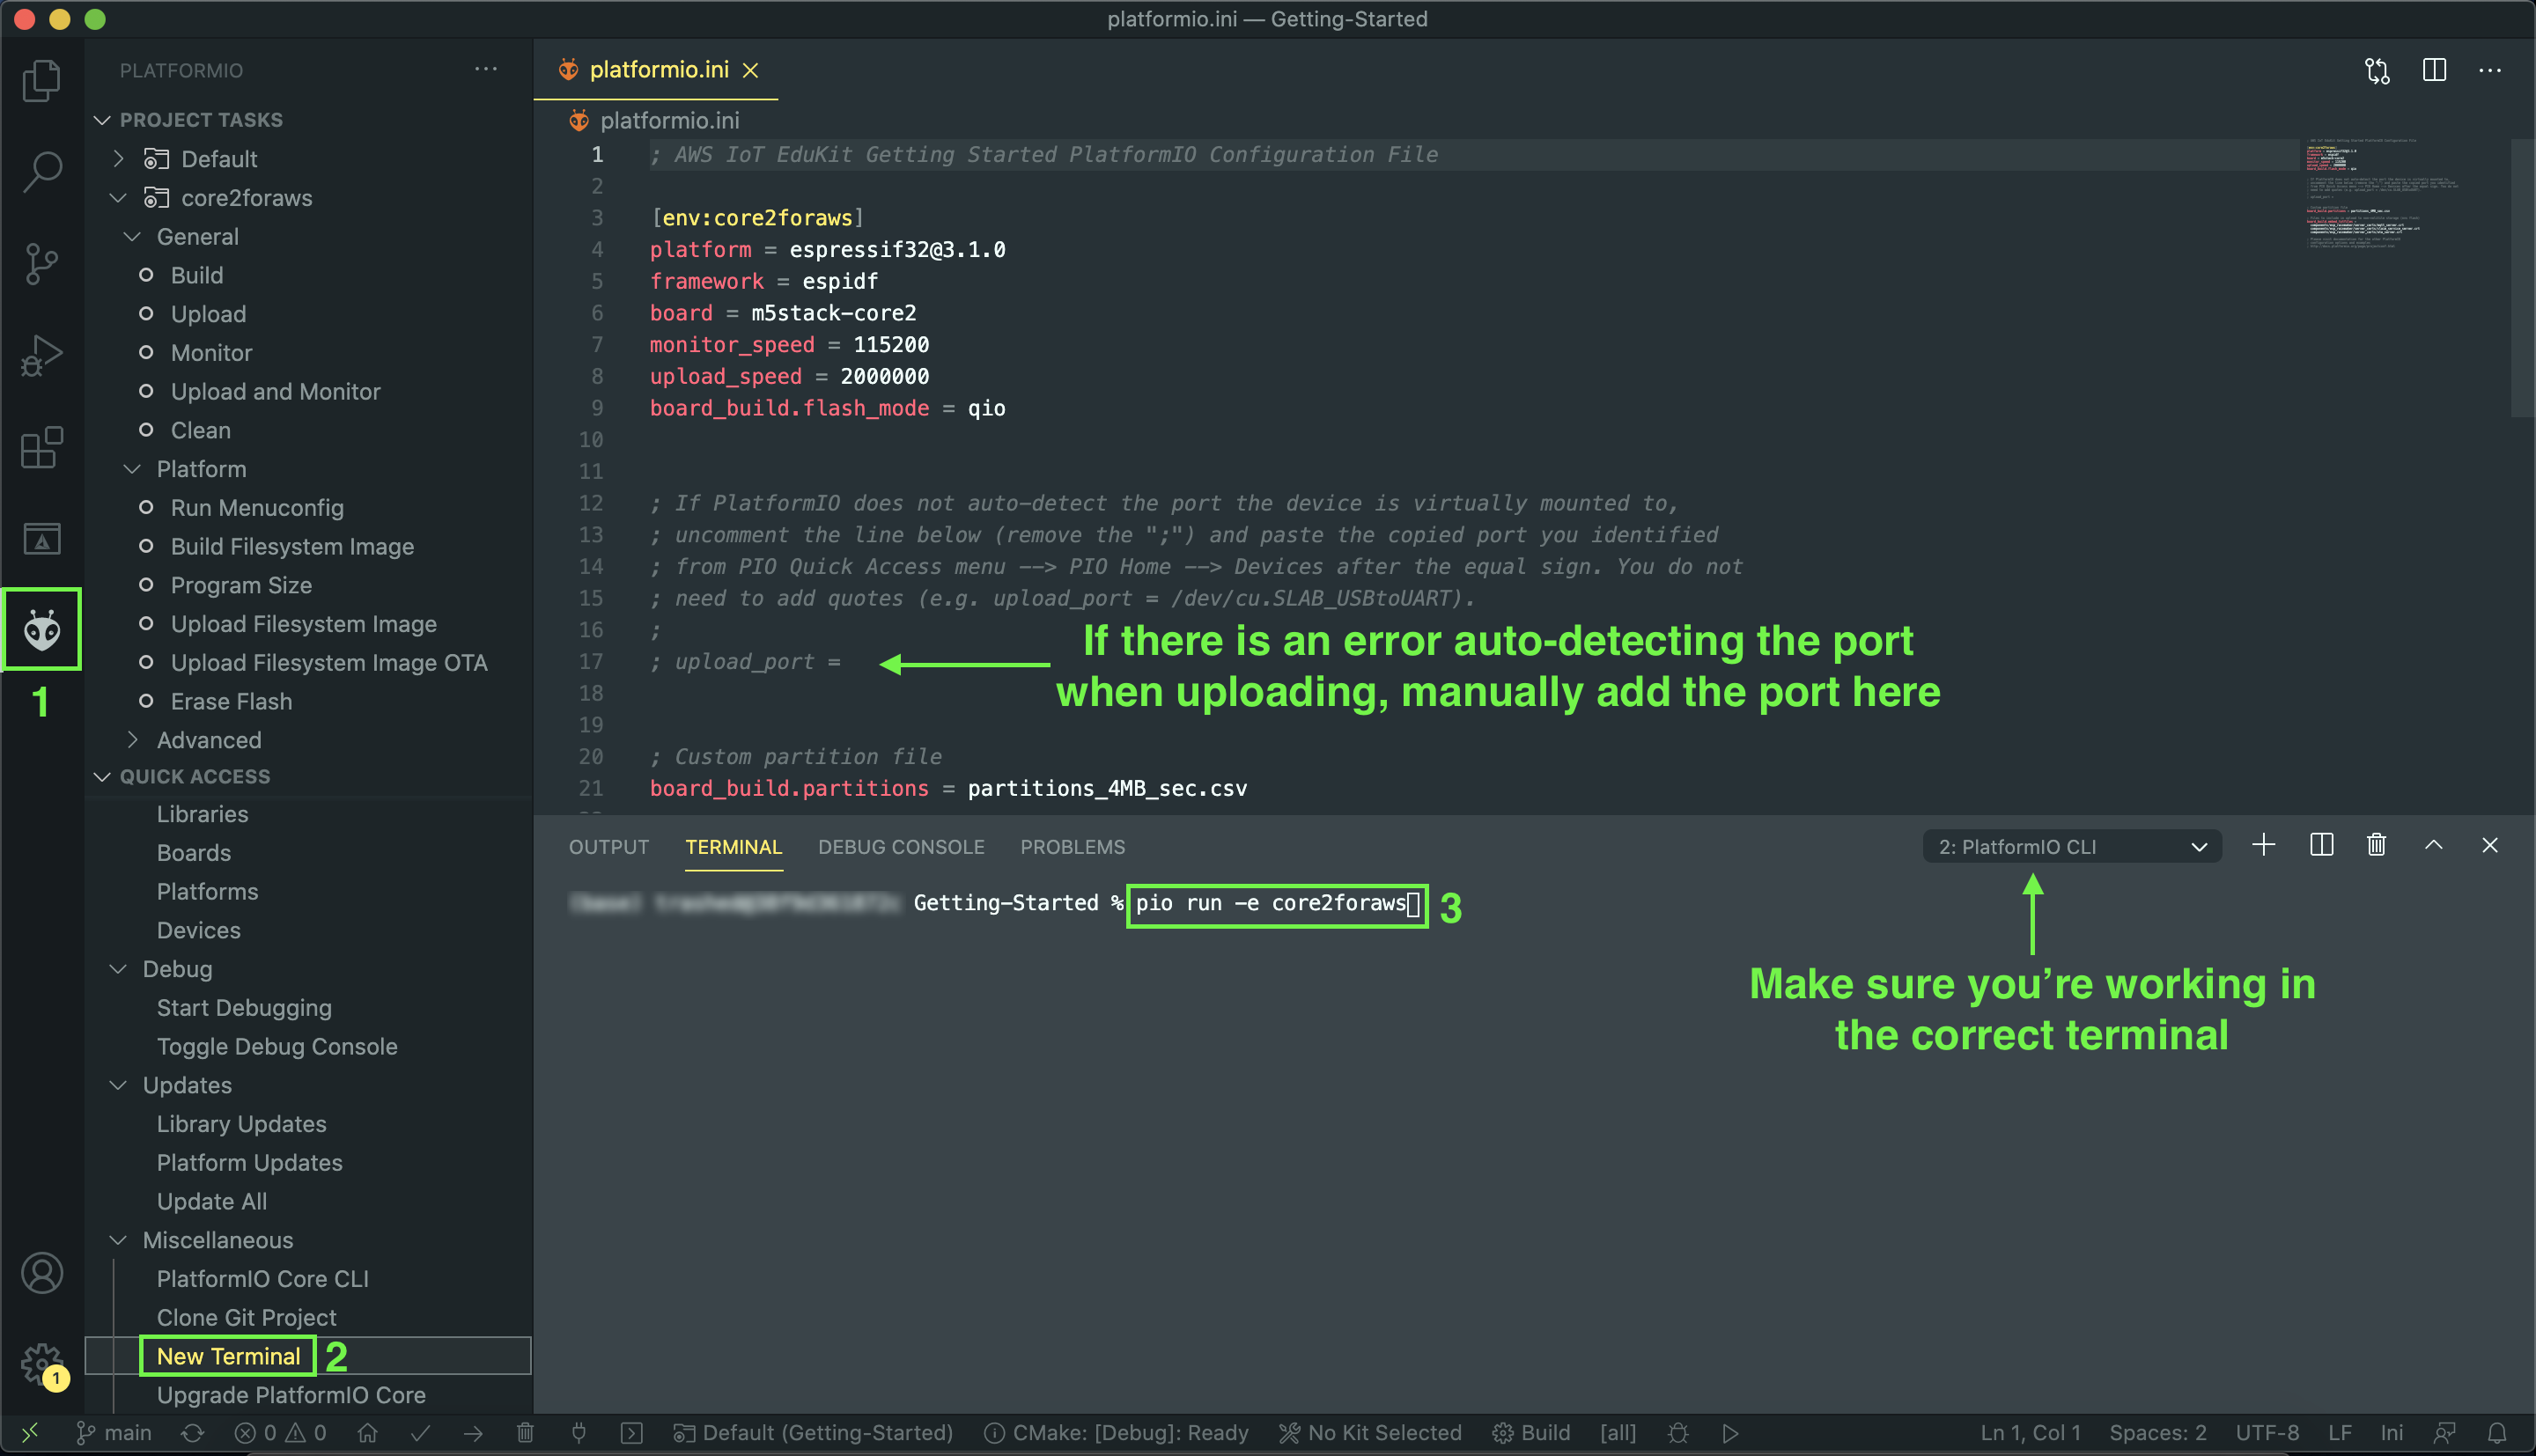 platformio.ini — Getting-Started
PLATFORMIO
PROJECT TASKS
Default
core2foraws
General
Build
Upload
Monitor
Upload and Monitor
Clean
Platform
Run Menuconfig
Build Filesystem Image
Program Size
Upload Filesystem Image
Upload Filesystem Image OTA
Erase Flash
Advanced
QUICK ACCESS
Libraries
Boards
Platforms
Devices
Debug
Start Debugging
Toggle Debug Console
Updates
Library Updates
Platform Updates
Update All
Miscellaneous
PlatformIO Core CLI
Clone Git Project
New Terminal 2
Upgrade PlatformIO Core
1
1
platformio.ini
platformio.ini
1 ; AWS IoT EduKit Getting Started PlatformIO Configuration File
2
3 [env:core2foraws]
4 platform = espressif32@3.1.0
5 framework = espidf
6 board = m5stack-core2
7 monitor_speed = 115200
8 upload_speed = 2000000
9 board_build.flash_mode = qio
10
11
12 ; If PlatformIO does not auto-detect the port the device is virtually mounted to,
13 ; uncomment the line below (remove the ";") and paste the copied port you identified
14 ; from PIO Quick Access menu --> PIO Home --> Devices after the equal sign. You do not
15 ; need to add quotes (e.g. upload_port = /dev/cu.SLAB_USBtoUART).
16 ;
17 ; upload_port =
18
19
20 ; Custom partition file
21 board_build.partitions = partitions_4MB_sec.csv
If there is an error auto-detecting the port
when uploading, manually add the port here
OUTPUT TERMINAL DEBUG CONSOLE PROBLEMS 2: PlatformIO CLI
Getting-Started % pio run -e core2foraws 3
Make sure you're working in
the correct terminal
main 0 0 Default (Getting-Started) CMake: [Debug]: Ready No Kit Selected Build [all] Ln 1, Col 1 Spaces: 2 UTF-8 LF Ini